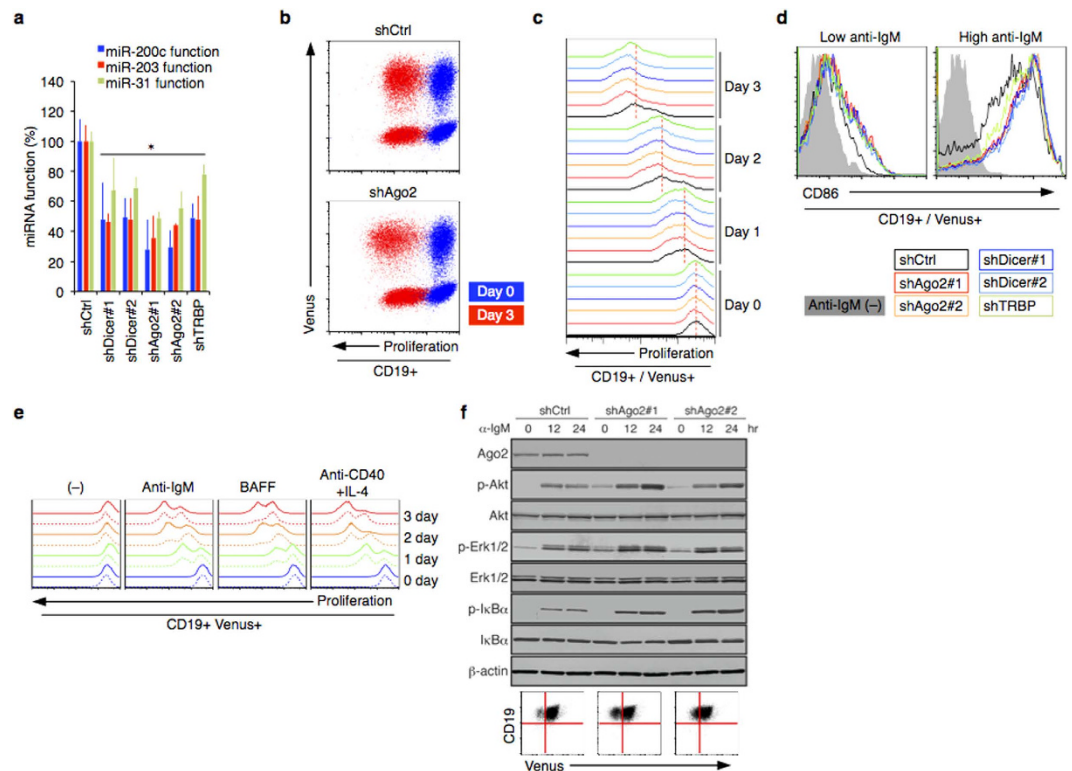 a
miR-200c function
miR-203 function
miR-31 function
miRNA function (%)
140
120
100
80
60
40
20
0
*
shCtrl
shDicer#1
shDicer#2
shAgo2#1
shAgo2#2
shTRBP
b
shCtrl
shAgo2
Venus
Day 0
Day 3
Proliferation
CD19+
c
Day 3
Day 2
Day 1
Day 0
Proliferation
CD19+ / Venus+
d
Low anti-IgM
High anti-IgM
CD86
CD19+ / Venus+
shCtrl
shDicer#1
shAgo2#1
shDicer#2
Anti-IgM (–)
shAgo2#2
shTRBP
e
(–)
Anti-IgM
BAFF
Anti-CD40
+IL-4
3 day
2 day
1 day
0 day
Proliferation
CD19+ Venus+
f
shCtrl shAgo2#1 shAgo2#2
α-IgM 0 12 24 0 12 24 0 12 24 hr
Ago2
p-Akt
Akt
p-Erk1/2
Erk1/2
p-IκBα
IκBα
β-actin
CD19
Venus